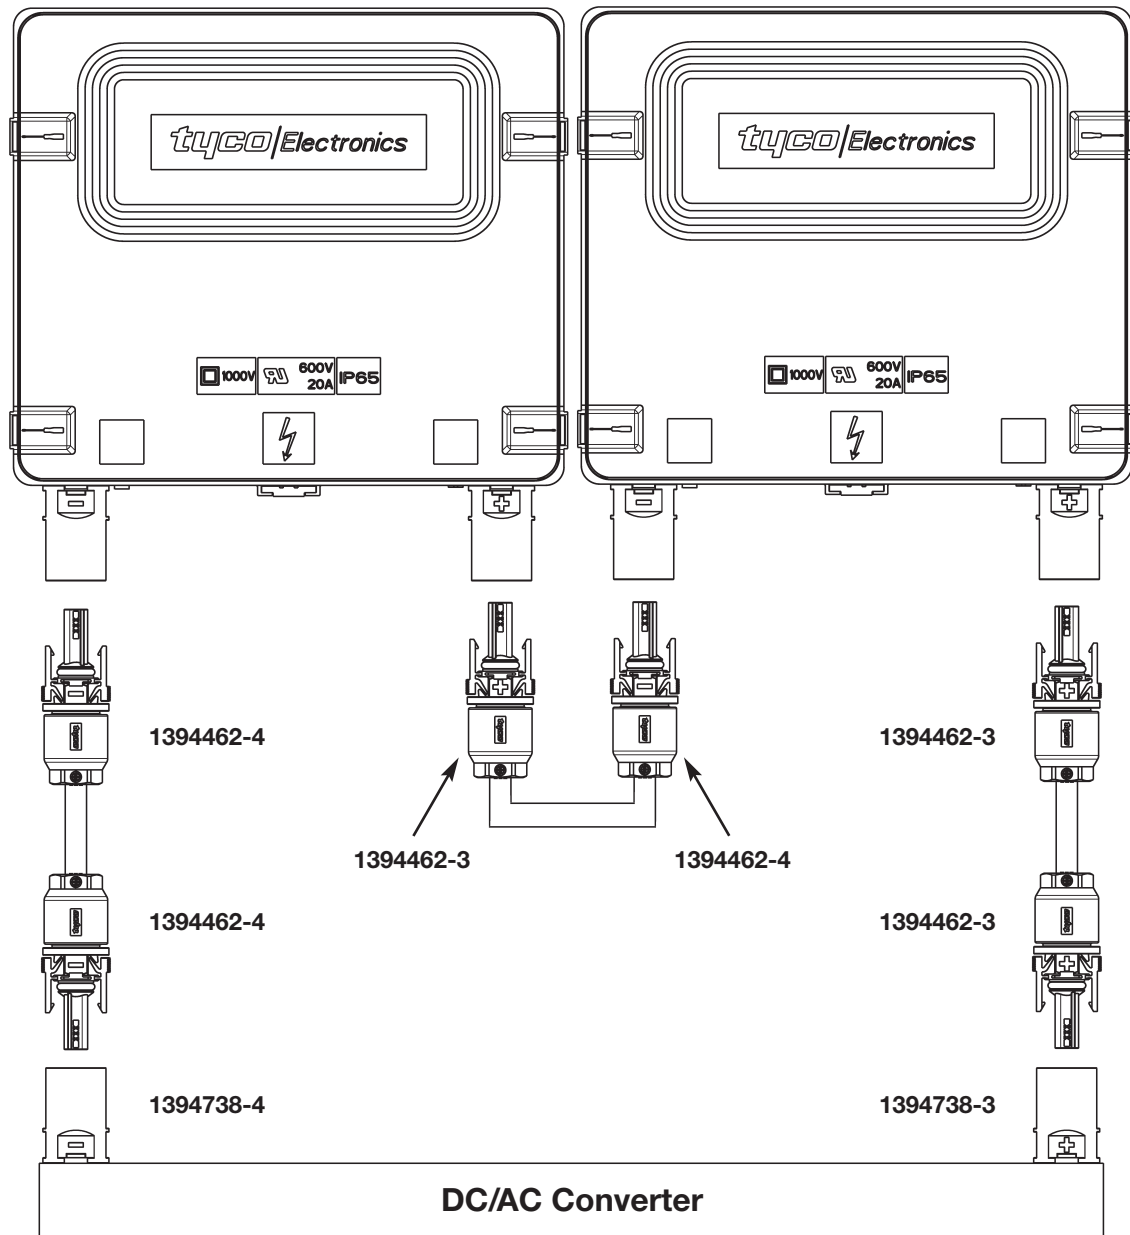 tyco/Electronics
tyco/Electronics
1000V
600V
20A
IP65
1000V
600V
20A
IP65
- + - +
- + - +
1394462-4
1394462-3
1394462-3
1394462-4
1394462-4
1394462-3
- +
1394738-4
1394738-3
- +
DC/AC Converter